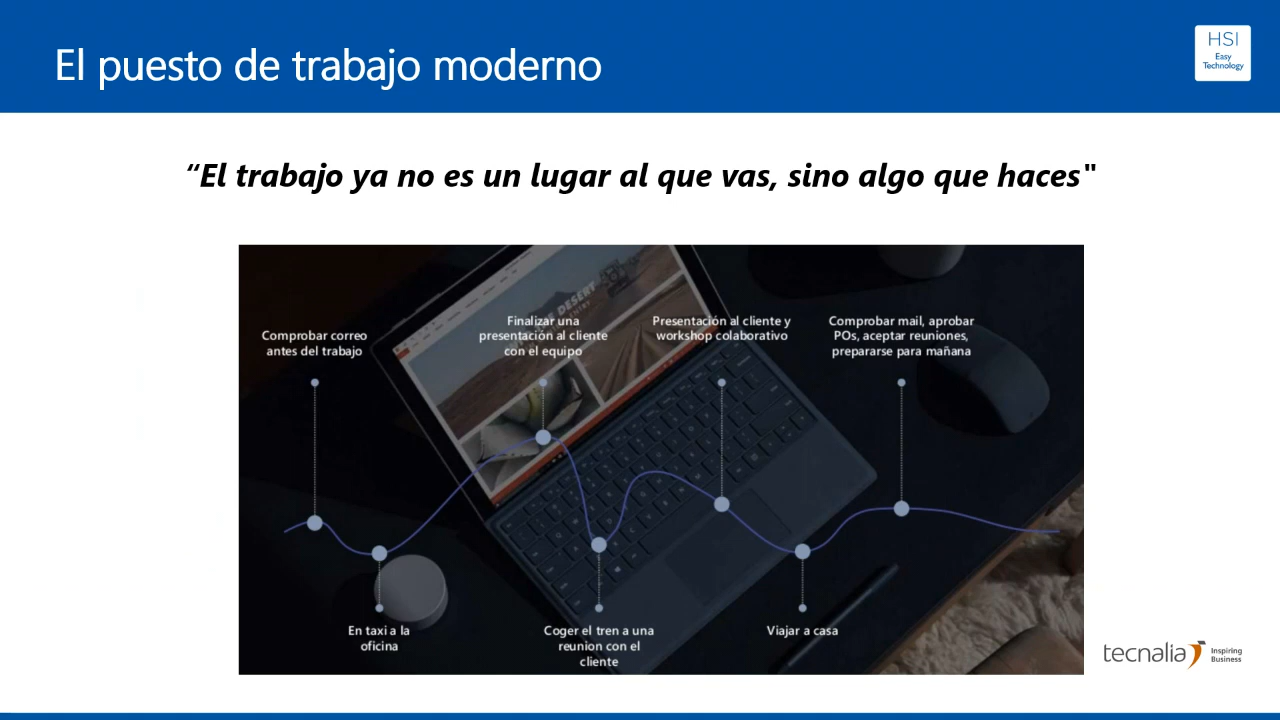 El puesto de trabajo moderno
HSI
Easy
Technology
“El trabajo ya no es un lugar al que vas, sino algo que haces"
Comprobar correo
antes del trabajo
Finalizar una
presentación al cliente
con el equipo
Presentación al cliente y
workshop colaborativo
Comprobar mail, aprobar
POs, aceptar reuniones,
prepararse para mañana
En taxi a la
oficina
Coger el tren a una
reunion con el
cliente
Viajar a casa
tecnalia
Inspiring
Business